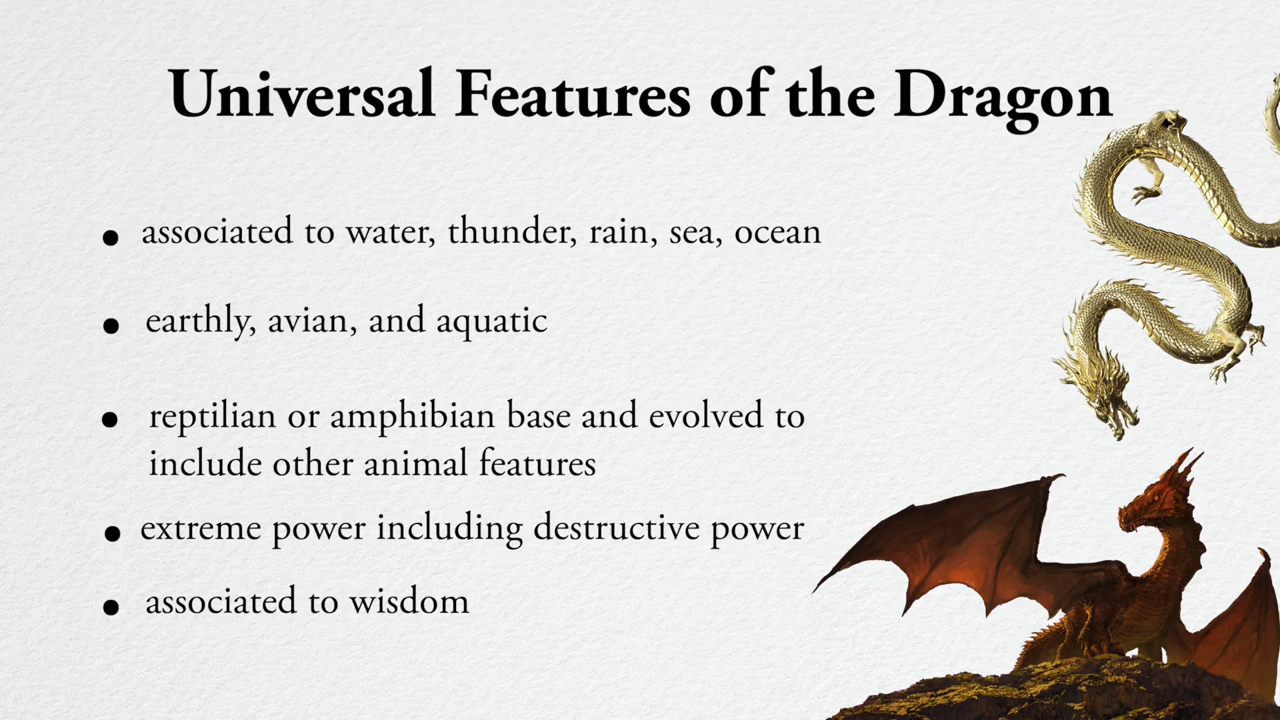 Universal Features of the Dragon
• associated to water, thunder, rain, sea, ocean
• earthly, avian, and aquatic
• reptilian or amphibian base and evolved to
include other animal features
• extreme power including destructive power
• associated to wisdom